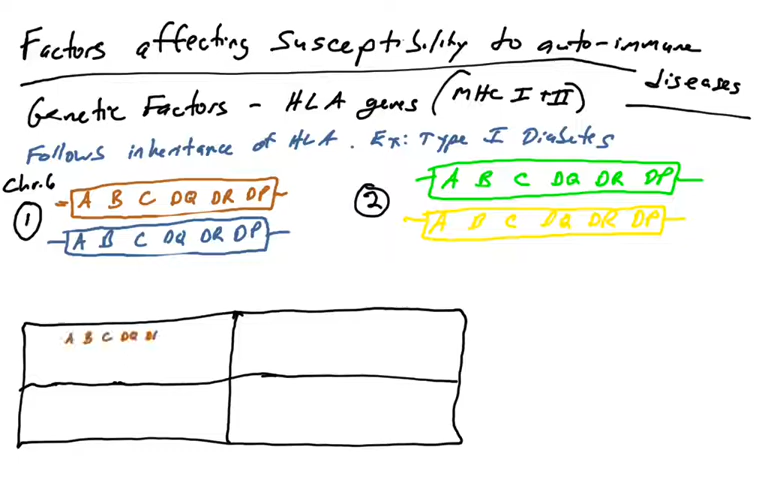 Factors affecting Susceptibility to auto-immune
diseases
Genetic Factors - HLA genes (MHC I + II)
Follows inheritance of HLA. Ex: Type I Diabetes
Chr. 6
1 A B C DQ DR DP
A B C DQ DR DP
2 A B C DQ DR DP
A B C DQ DR DP
A B C DQ DR